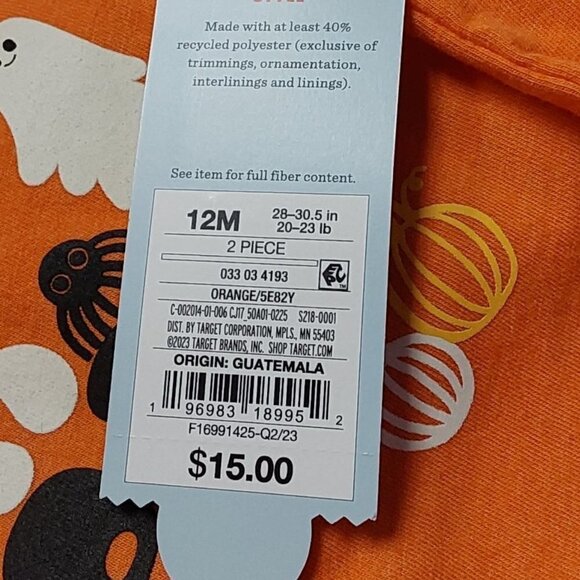 Made with at least 40%
recycled polyester (exclusive of
trimmings, ornamentation,
interlinings and linings).
See item for full fiber content.
12M
28–30.5 in
20–23 lb
2 PIECE
033 03 4193
ORANGE/5E82Y
C-002014-01-006 CJ17_50A01-0225 S218-0001
DIST. BY TARGET CORPORATION, MPLS., MN 55403
©2023 TARGET BRANDS, INC. SHOP TARGET.COM
ORIGIN: GUATEMALA
1 96983 18995 2
F16991425-Q2/23
$15.00